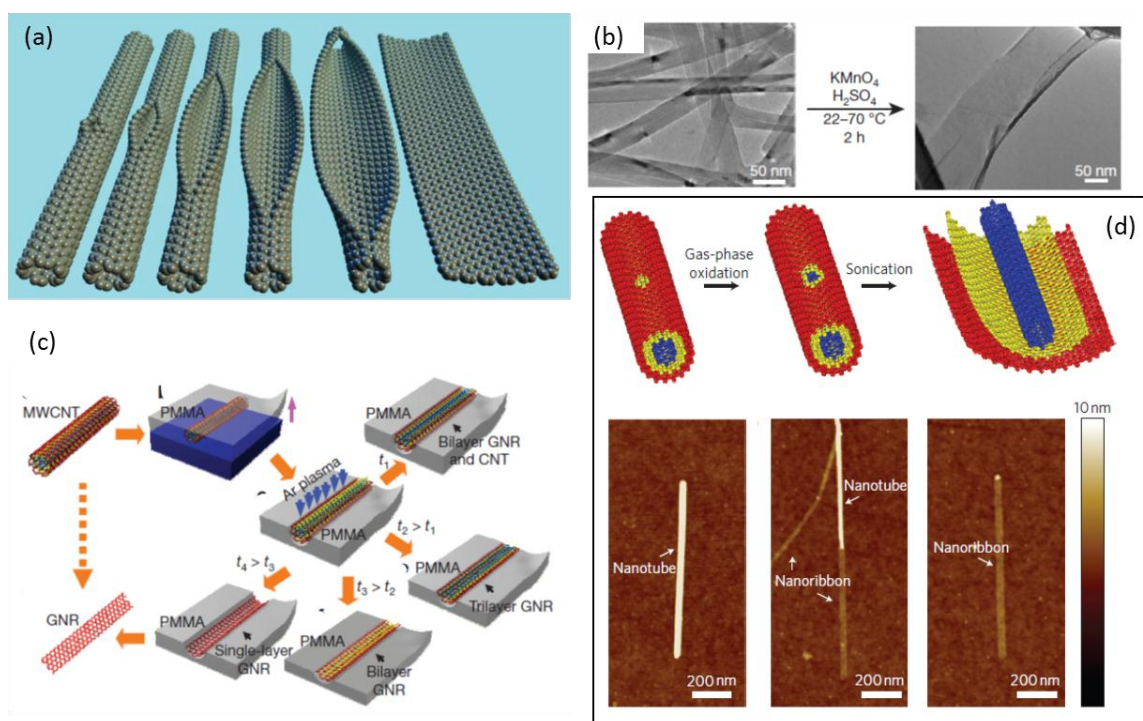 (a)
(b)
KMnO₄
H₂SO₄
22–70 °C
2 h
50 nm
50 nm
(c)
MWCNT
PMMA
PMMA
Bilayer GNR
and CNT
t₁
Ar plasma
PMMA
t₂ > t₁
PMMA
Trilayer GNR
t₃ > t₂
PMMA
Bilayer
GNR
t₄ > t₃
PMMA
Single-layer
GNR
GNR
(d)
Gas-phase
oxidation
Sonication
10 nm
Nanotube
200 nm
Nanotube
Nanoribbon
200 nm
Nanoribbon
200 nm